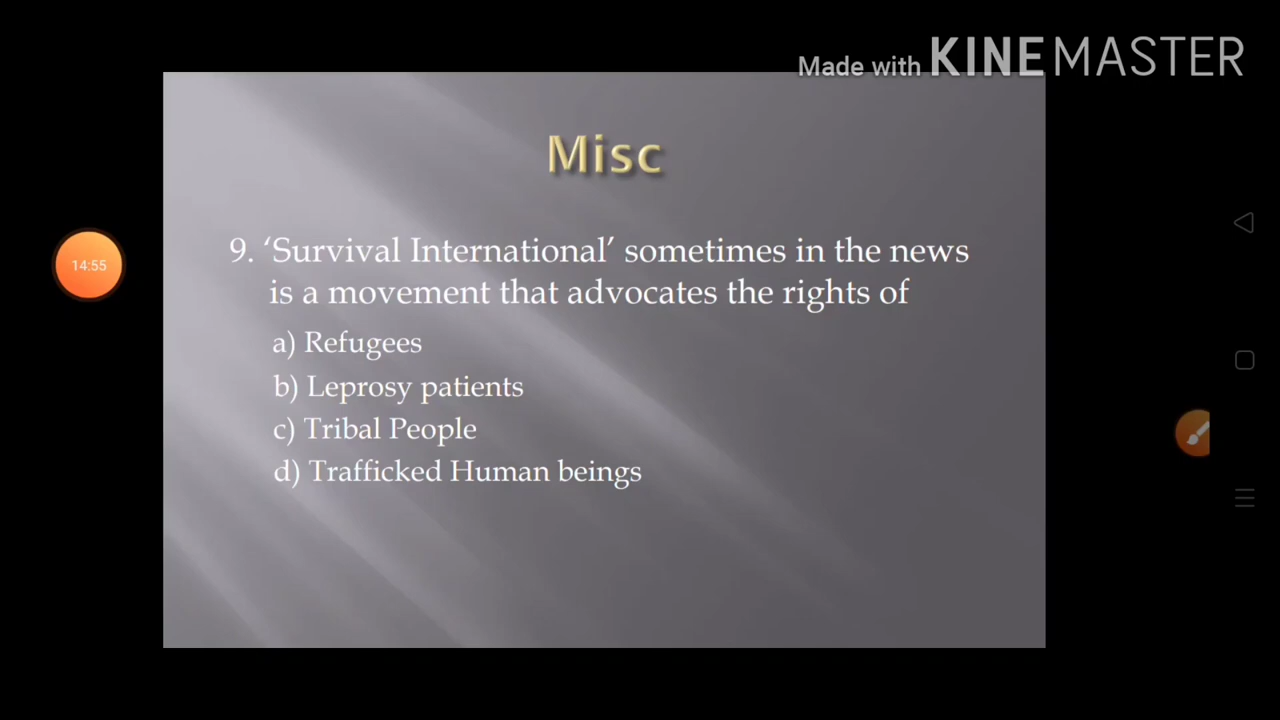 Made with KINEMASTER
Misc
14:55
9. ‘Survival International’ sometimes in the news
is a movement that advocates the rights of
a) Refugees
b) Leprosy patients
c) Tribal People
d) Trafficked Human beings